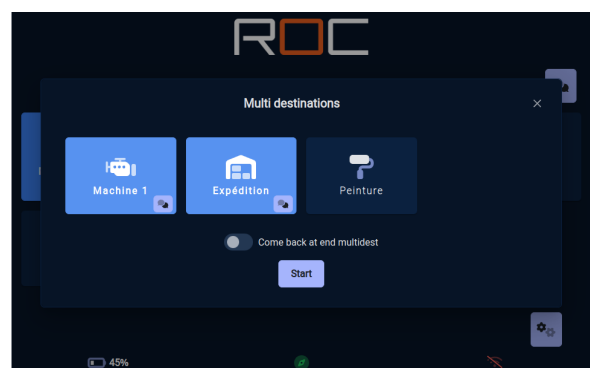 ROC
Multi destinations
Machine 1
Expédition
Peinture
Come back at end multidest
Start
45%